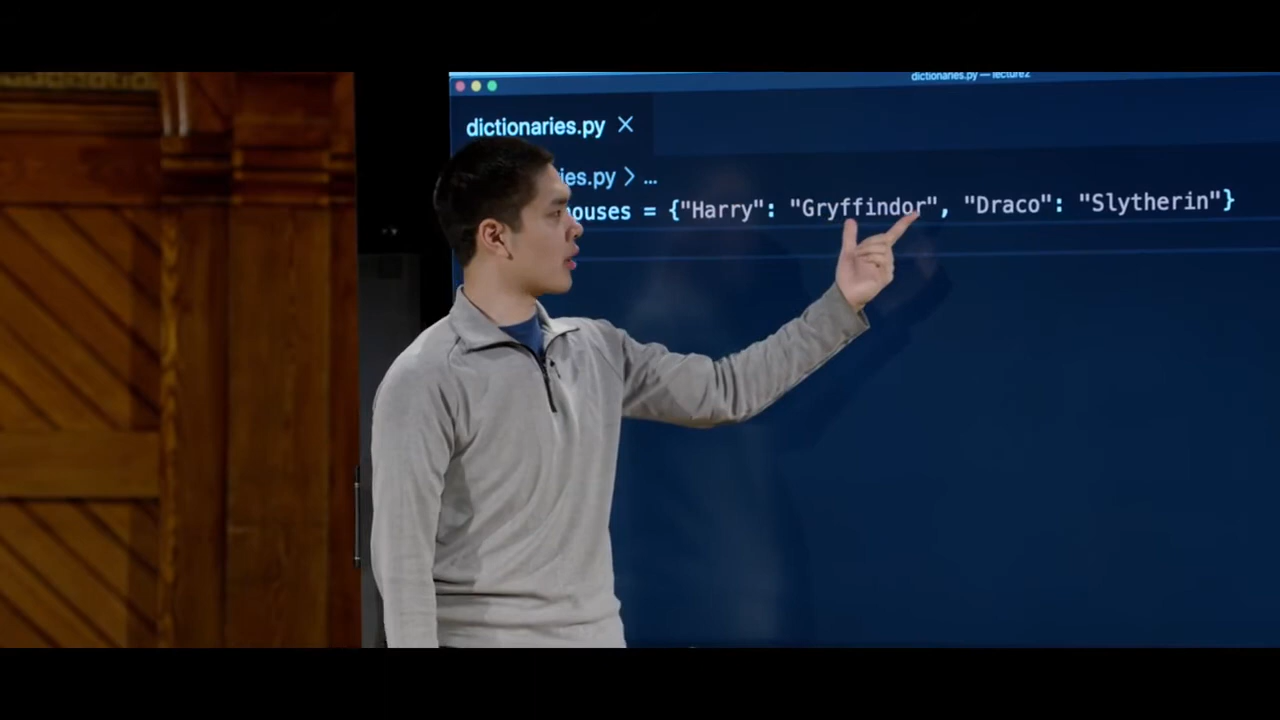 dictionaries.py — lecture2
dictionaries.py ×
ies.py > ...
ouses = {"Harry": "Gryffindor", "Draco": "Slytherin"}